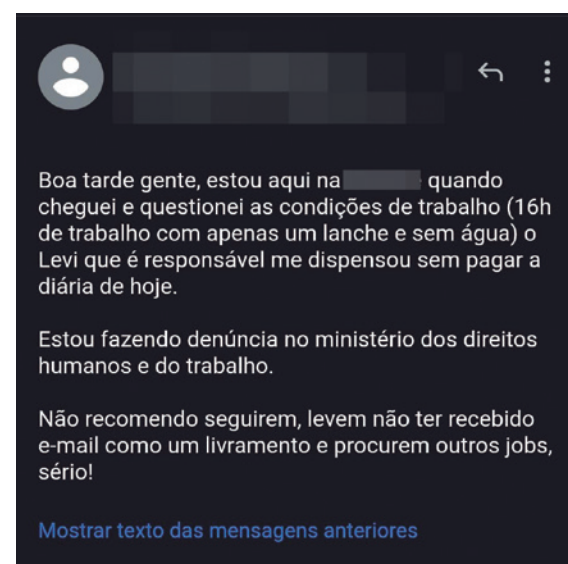 Boa tarde gente, estou aqui na quando
cheguei e questionei as condições de trabalho (16h
de trabalho com apenas um lanche e sem água) o
Levi que é responsável me dispensou sem pagar a
diária de hoje.
Estou fazendo denúncia no ministério dos direitos
humanos e do trabalho.
Não recomendo seguirem, levem não ter recebido
e-mail como um livramento e procurem outros jobs,
sério!
Mostrar texto das mensagens anteriores